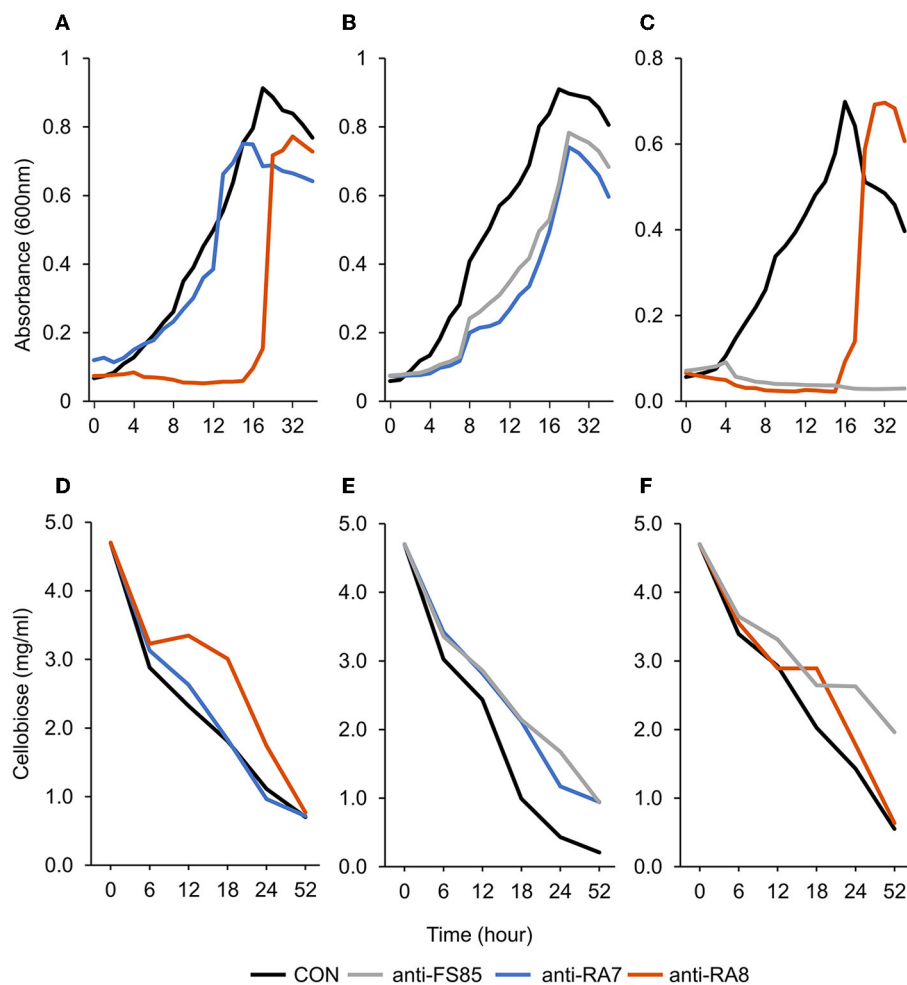 A
B
C
Absorbance (600nm)
1
0.8
0.6
0.4
0.2
0
0 4 8 12 16 32
1
0.8
0.6
0.4
0.2
0
0 4 8 12 16 32
0.8
0.6
0.4
0.2
0.0
0 4 8 12 16 32
D
E
F
Cellobiose (mg/ml)
5.0
4.0
3.0
2.0
1.0
0.0
0 6 12 18 24 52
5.0
4.0
3.0
2.0
1.0
0.0
0 6 12 18 24 52
5.0
4.0
3.0
2.0
1.0
0.0
0 6 12 18 24 52
Time (hour)
CON anti-FS85 anti-RA7 anti-RA8